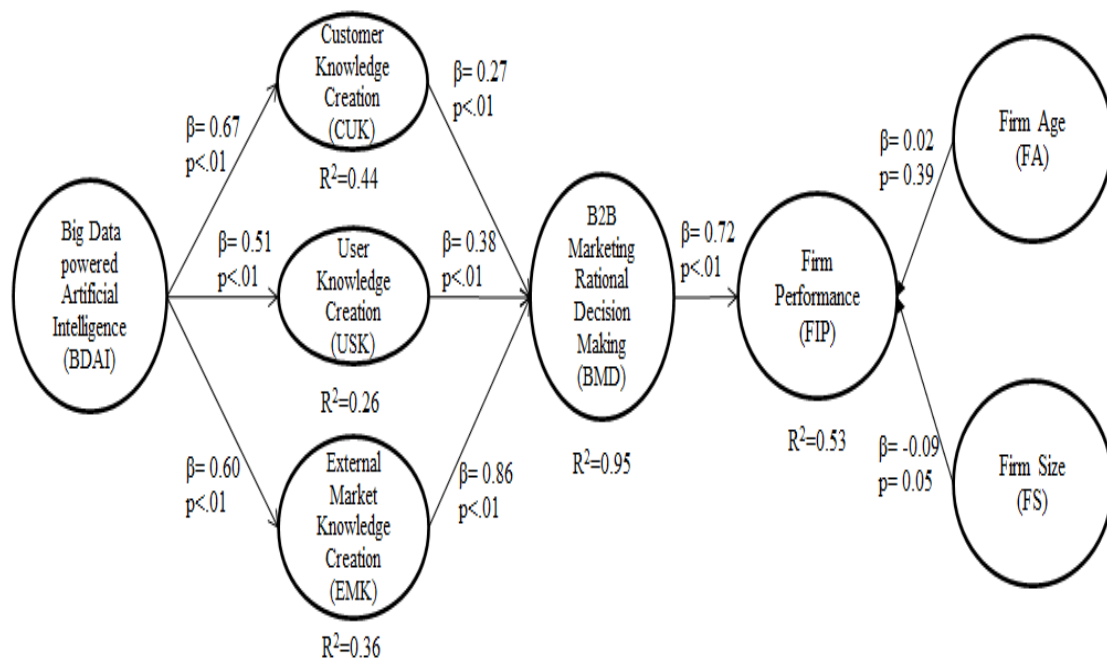 Big Data
powered
Artificial
Intelligence
(BDAI)
β= 0.67
p<.01
β= 0.51
p<.01
β= 0.60
p<.01
Customer
Knowledge
Creation
(CUK)
R²=0.44
User
Knowledge
Creation
(USK)
R²=0.26
External
Market
Knowledge
Creation
(EMK)
R²=0.36
β= 0.27
p<.01
β= 0.38
p<.01
β= 0.86
p<.01
B2B
Marketing
Rational
Decision
Making
(BMD)
R²=0.95
β= 0.72
p<.01
Firm
Performance
(FIP)
R²=0.53
β= 0.02
p= 0.39
β= -0.09
p= 0.05
Firm Age
(FA)
Firm Size
(FS)